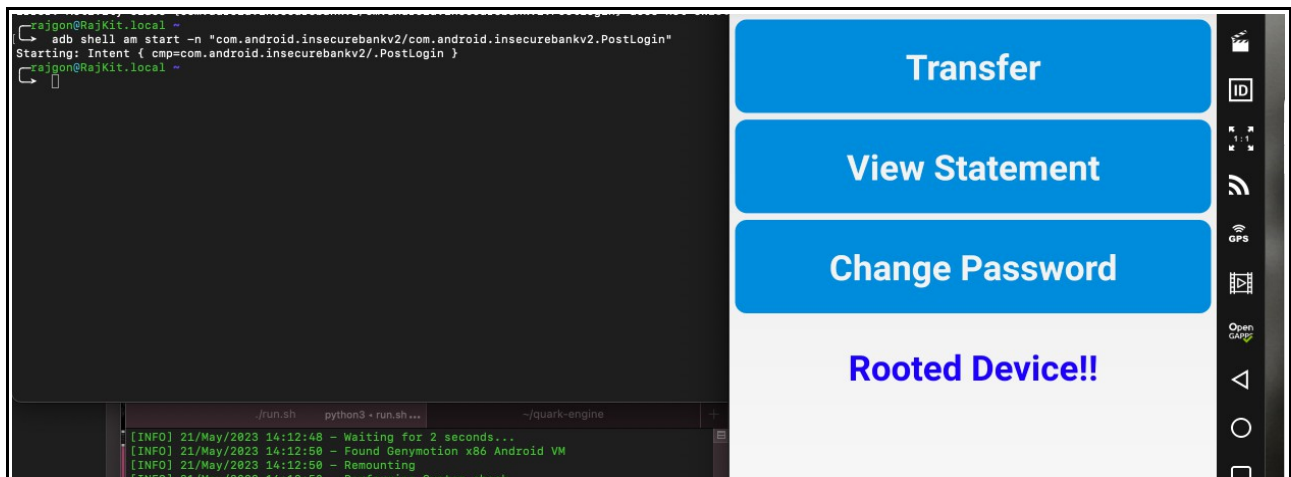 rajgon@RajKit.local ~
adb shell am start -n "com.android.insecurebankv2/com.android.insecurebankv2.PostLogin"
Starting: Intent { cmp=com.android.insecurebankv2/.PostLogin }
rajgon@RajKit.local ~
Transfer
View Statement
Change Password
Rooted Device!!
ID
1:1
GPS
Open
GAPPS
./run.sh python3 • run.sh ... ~/quark-engine +
[INFO] 21/May/2023 14:12:48 – Waiting for 2 seconds...
[INFO] 21/May/2023 14:12:50 – Found Genymotion x86 Android VM
[INFO] 21/May/2023 14:12:50 – Remounting